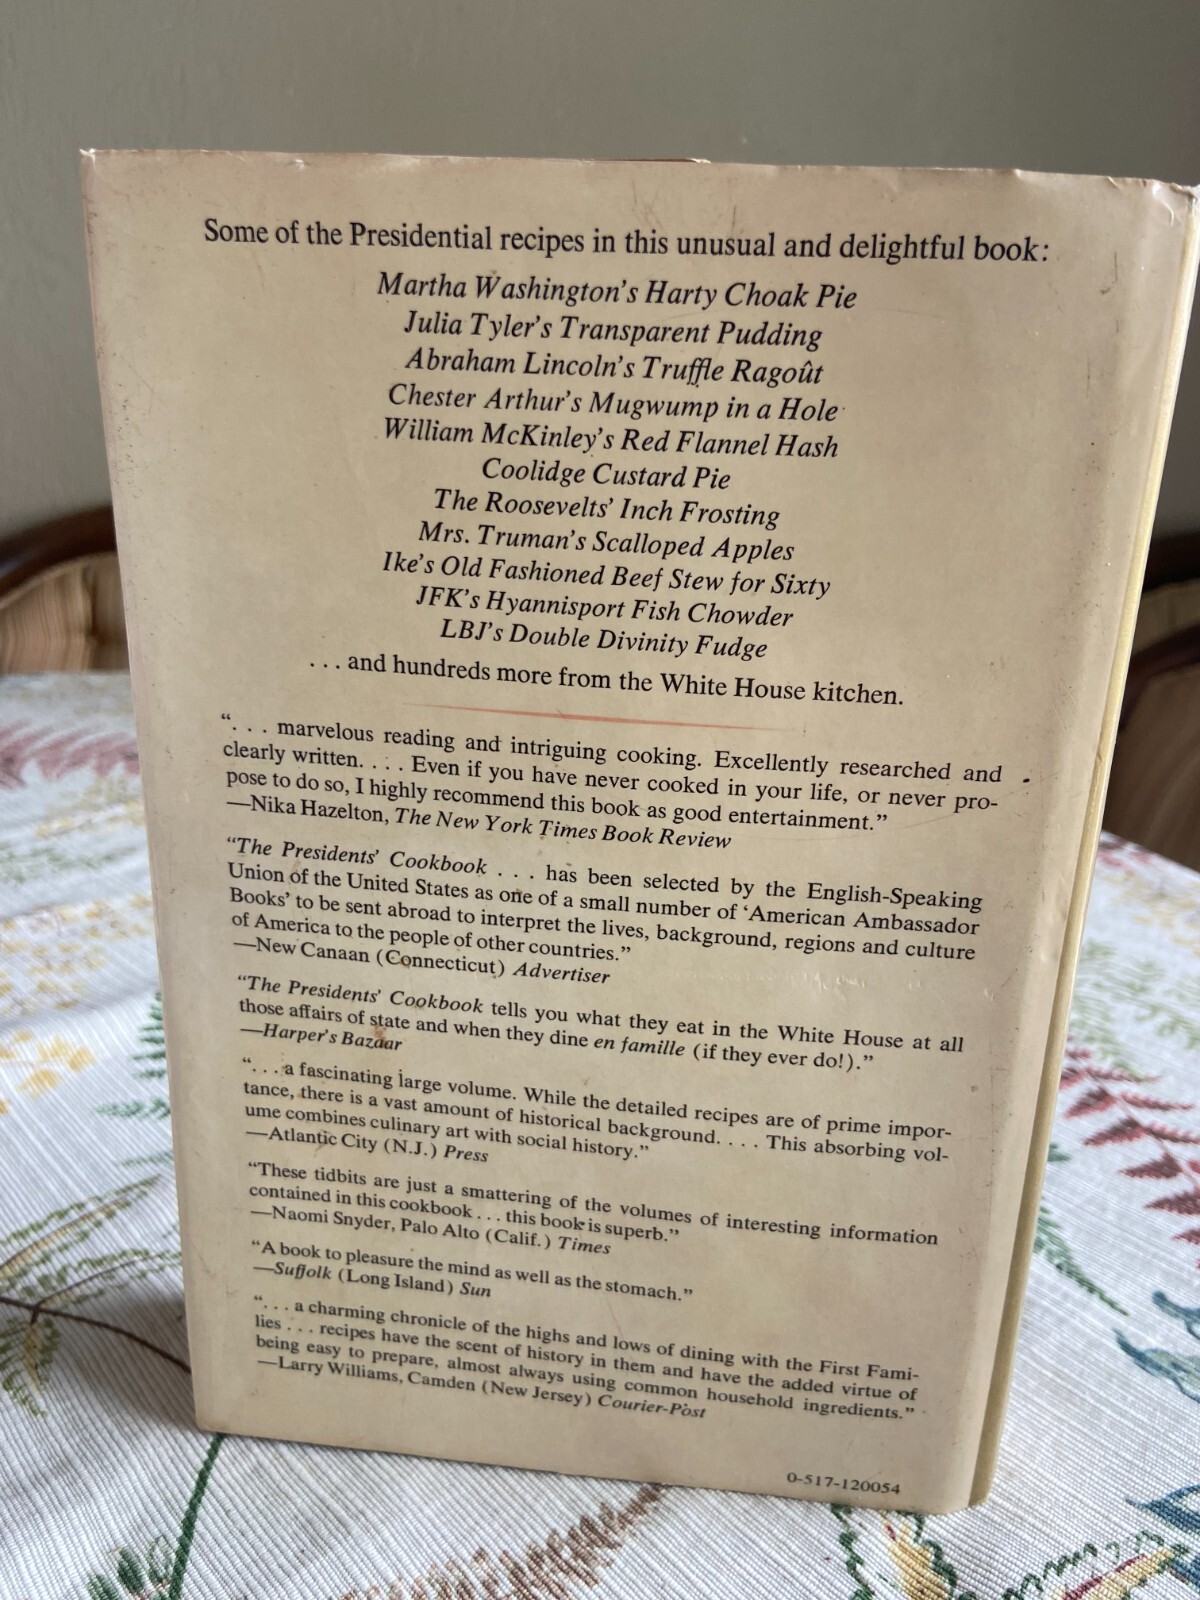 Some of the Presidential recipes in this unusual and delightful book:
Martha Washington's Harty Choak Pie
Julia Tyler's Transparent Pudding
Abraham Lincoln's Truffle Ragoût
Chester Arthur's Mugwump in a Hole
William McKinley's Red Flannel Hash
Coolidge Custard Pie
The Roosevelts' Inch Frosting
Mrs. Truman's Scalloped Apples
Ike's Old Fashioned Beef Stew for Sixty
JFK's Hyannisport Fish Chowder
LBJ's Double Divinity Fudge
. . . and hundreds more from the White House kitchen.
“. . . marvelous reading and intriguing cooking. Excellently researched and
clearly written. . . . Even if you have never cooked in your life, or never pro-
pose to do so, I highly recommend this book as good entertainment.”
—Nika Hazelton, The New York Times Book Review
“The Presidents' Cookbook . . . has been selected by the English-Speaking
Union of the United States as one of a small number of ‘American Ambassador
Books’ to be sent abroad to interpret the lives, background, regions and culture
of America to the people of other countries.”
—New Canaan (Connecticut) Advertiser
“The Presidents' Cookbook tells you what they eat in the White House at all
those affairs of state and when they dine en famille (if they ever do!).”
—Harper's Bazaar
“. . . a fascinating large volume. While the detailed recipes are of prime impor-
tance, there is a vast amount of historical background. . . . This absorbing vol-
ume combines culinary art with social history.”
—Atlantic City (N.J.) Press
“These tidbits are just a smattering of the volumes of interesting information
contained in this cookbook . . . this book is superb.”
—Naomi Snyder, Palo Alto (Calif.) Times
“A book to pleasure the mind as well as the stomach.”
—Suffolk (Long Island) Sun
“. . . a charming chronicle of the highs and lows of dining with the First Fami-
lies . . . recipes have the scent of history in them and have the added virtue of
being easy to prepare, almost always using common household ingredients.”
—Larry Williams, Camden (New Jersey) Courier-Post
0-517-120054